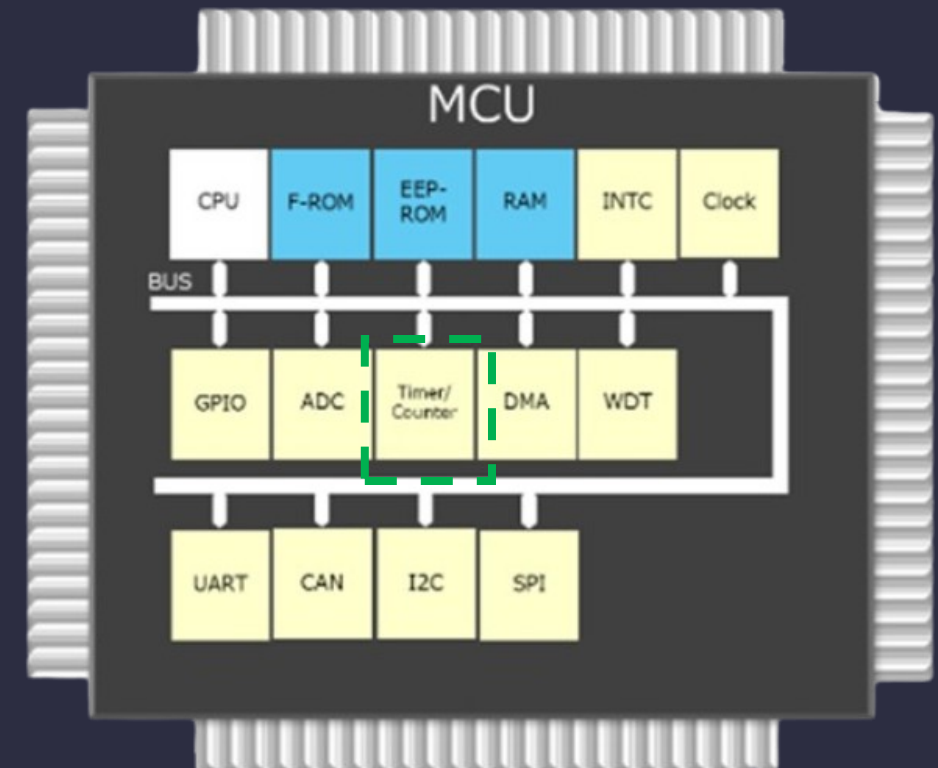 MCU
CPU
F-ROM
EEP-
ROM
RAM
INTC
Clock
BUS
GPIO
ADC
Timer/
Counter
DMA
WDT
UART
CAN
I2C
SPI